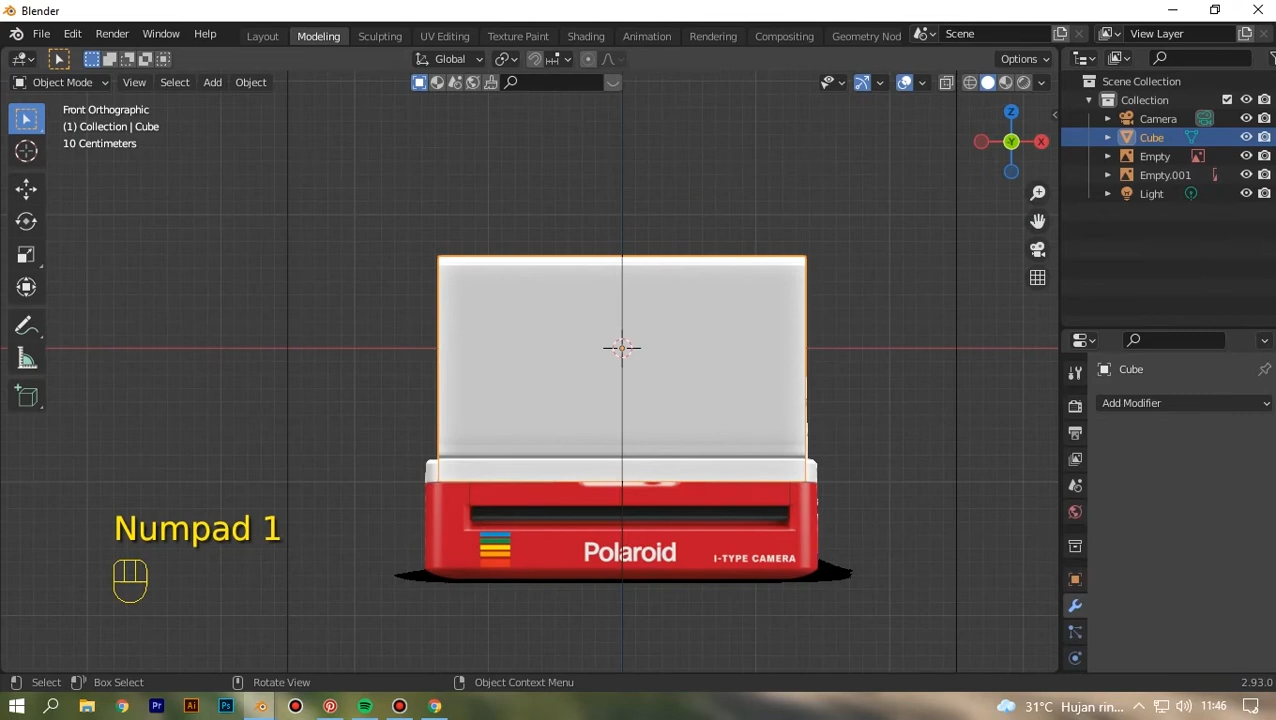 Blender
File Edit Render Window Help Layout Modeling Sculpting UV Editing Texture Paint Shading Animation Rendering Compositing Geometry Nod Scene View Layer
Global Options
Object Mode View Select Add Object
Scene Collection
Collection
Camera
Cube
Empty
Empty.001
Light
Front Orthographic
(1) Collection | Cube
10 Centimeters
Z
Y
X
Cube
Add Modifier
Numpad 1
Polaroid
I-TYPE CAMERA
Select Box Select Rotate View Object Context Menu 2.93.0
Pr Ai Ps 31°C Hujan rin... 11:46